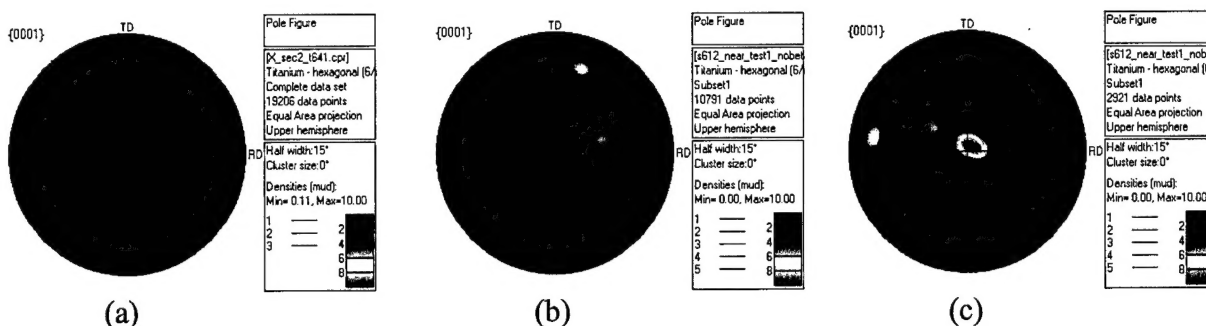 {0001}
TD
RD
Pole Figure
[X_sec2_t641.cpr]
Titanium - hexagonal (6/
Complete data set
19206 data points
Equal Area projection
Upper hemisphere
Half width:15°
Cluster size:0°
Densities (mud):
Min= 0.11, Max=10.00
1
2
3
2
4
6
8
(a)
{0001}
TD
RD
Pole Figure
[s612_near_test1_nobet
Titanium - hexagonal (6/
Subset1
10791 data points
Equal Area projection
Upper hemisphere
Half width:15°
Cluster size:0°
Densities (mud):
Min= 0.00, Max=10.00
1
2
3
4
5
2
4
6
8
(b)
{0001}
TD
RD
Pole Figure
[s612_near_test1_nob
Titanium - hexagonal (
Subset1
2921 data points
Equal Area projection
Upper hemisphere
Half width:15°
Cluster size:0°
Densities (mud):
Min= 0.00, Max=10.00
1
2
3
4
5
2
4
6
8
(c)